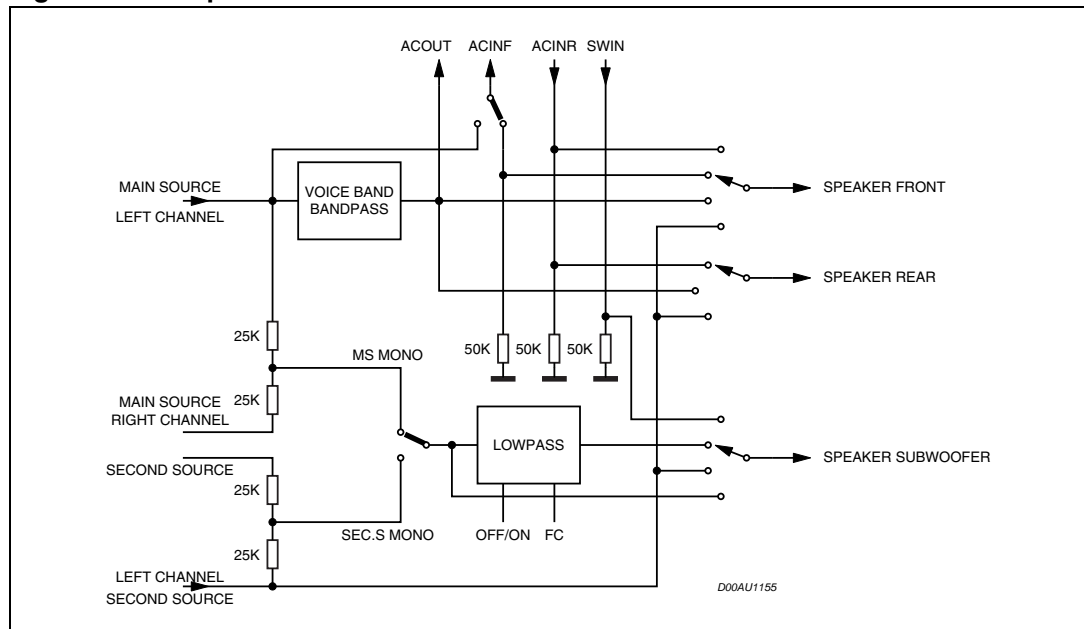 ACOUT ACINF ACINR SWIN
MAIN SOURCE
LEFT CHANNEL
VOICE BAND
BANDPASS
SPEAKER FRONT
SPEAKER REAR
25K
MS MONO
50K 50K 50K
25K
MAIN SOURCE
RIGHT CHANNEL
LOWPASS
SPEAKER SUBWOOFER
SECOND SOURCE
25K
SEC.S MONO
OFF/ON FC
25K
LEFT CHANNEL
SECOND SOURCE
D00AU1155